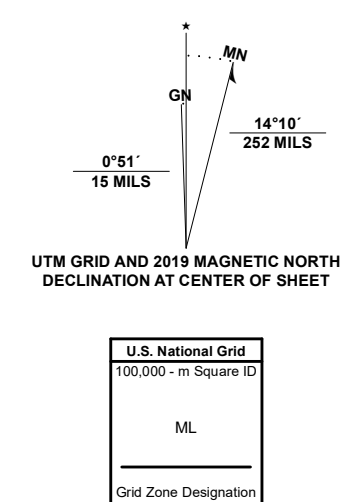 ★
MN
GN
14°10´
252 MILS
0°51´
15 MILS
UTM GRID AND 2019 MAGNETIC NORTH
DECLINATION AT CENTER OF SHEET
U.S. National Grid
100,000 - m Square ID
ML
Grid Zone Designation